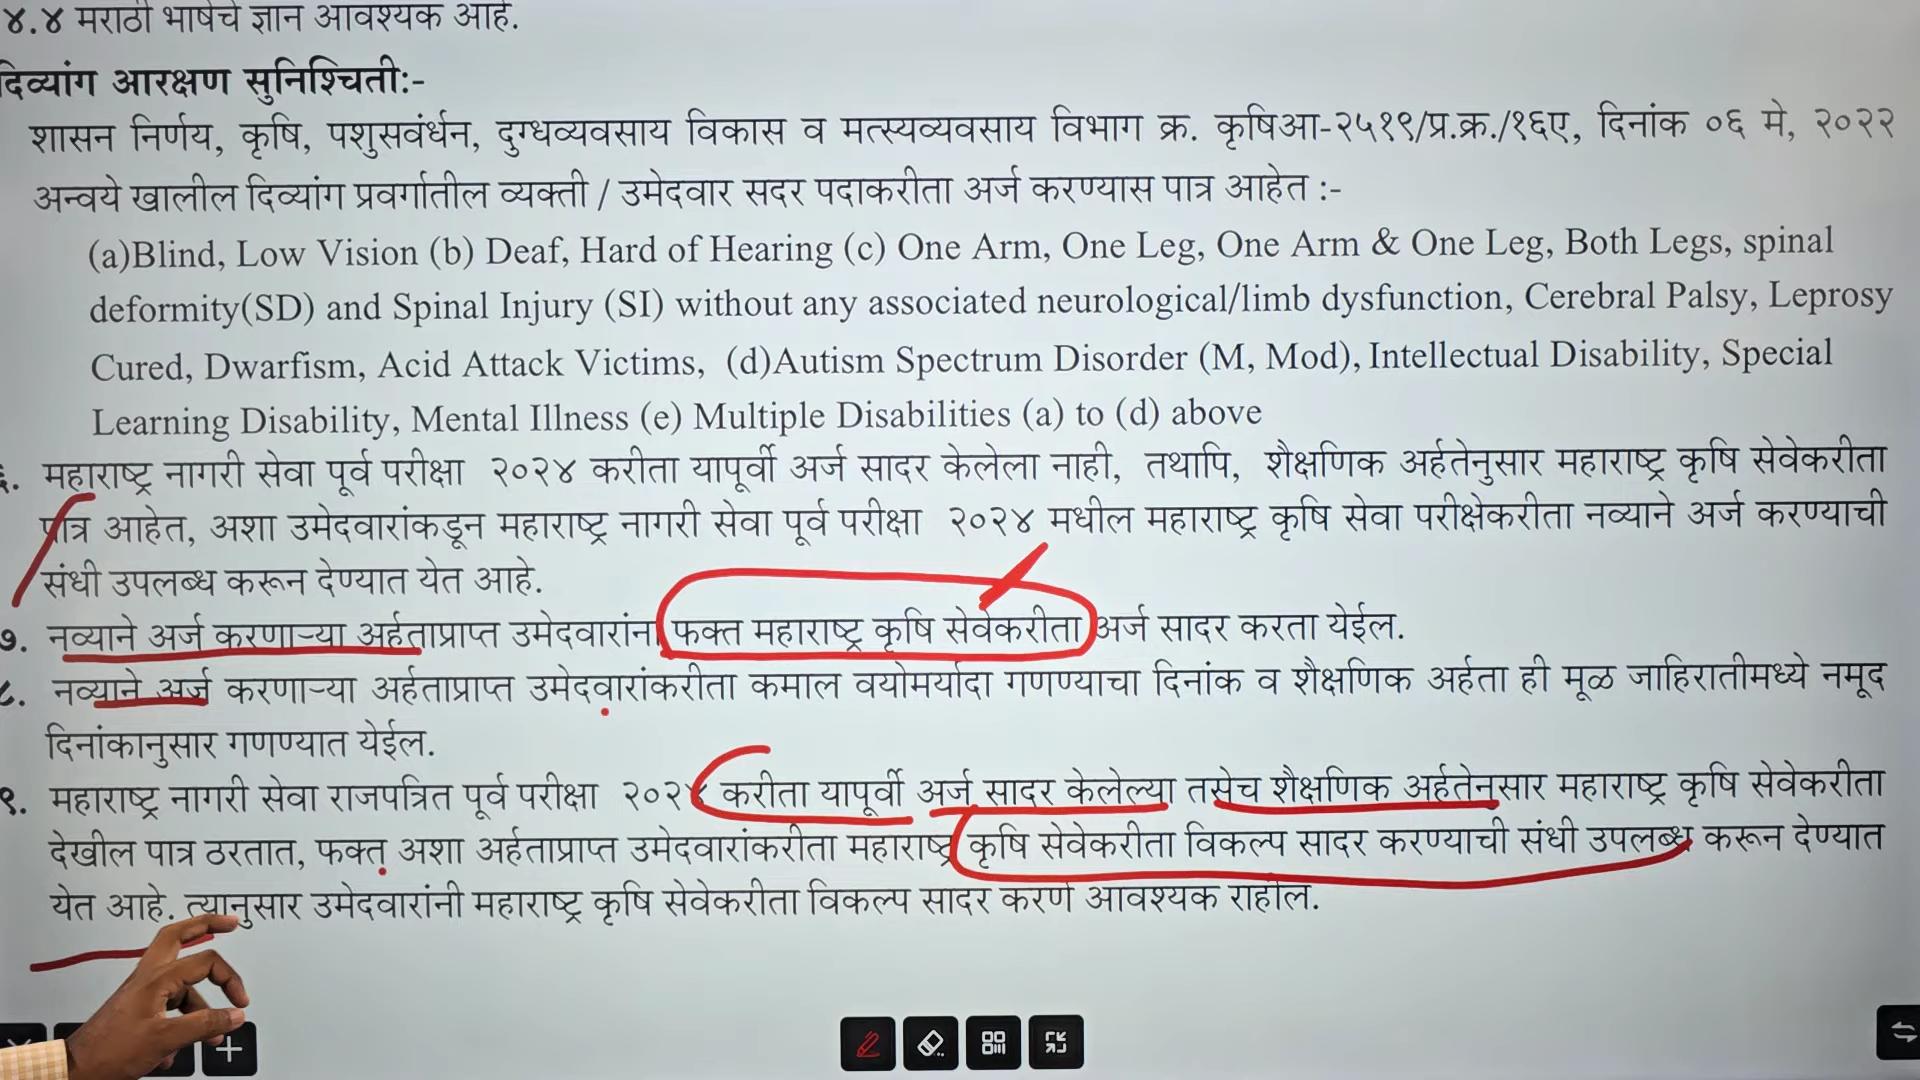 ४.४ मराठी भाषेचे ज्ञान आवश्यक आहे.
दिव्यांग आरक्षण सुनिश्चिती:-
शासन निर्णय, कृषि, पशुसवंर्धन, दुग्धव्यवसाय विकास व मत्स्यव्यवसाय विभाग क्र. कृषिआ-२५१९/प्र.क्र./१६ए, दिनांक ०६ मे, २०२२
अन्वये खालील दिव्यांग प्रवर्गातील व्यक्ती / उमेदवार सदर पदाकरीता अर्ज करण्यास पात्र आहेत :-
(a)Blind, Low Vision (b) Deaf, Hard of Hearing (c) One Arm, One Leg, One Arm & One Leg, Both Legs, spinal
deformity(SD) and Spinal Injury (SI) without any associated neurological/limb dysfunction, Cerebral Palsy, Leprosy
Cured, Dwarfism, Acid Attack Victims, (d)Autism Spectrum Disorder (M, Mod), Intellectual Disability, Special
Learning Disability, Mental Illness (e) Multiple Disabilities (a) to (d) above
६. महाराष्ट्र नागरी सेवा पूर्व परीक्षा २०२४ करीता यापूर्वी अर्ज सादर केलेला नाही, तथापि, शैक्षणिक अर्हतेनुसार महाराष्ट्र कृषि सेवेकरीता
पात्र आहेत, अशा उमेदवारांकडून महाराष्ट्र नागरी सेवा पूर्व परीक्षा २०२४ मधील महाराष्ट्र कृषि सेवा परीक्षेकरीता नव्याने अर्ज करण्याची
संधी उपलब्ध करून देण्यात येत आहे.
७. नव्याने अर्ज करणाऱ्या अर्हताप्राप्त उमेदवारांना फक्त महाराष्ट्र कृषि सेवेकरीता अर्ज सादर करता येईल.
८. नव्याने अर्ज करणाऱ्या अर्हताप्राप्त उमेदवारांकरीता कमाल वयोमर्यादा गणण्याचा दिनांक व शैक्षणिक अर्हता ही मूळ जाहिरातीमध्ये नमूद
दिनांकानुसार गणण्यात येईल.
९. महाराष्ट्र नागरी सेवा राजपत्रित पूर्व परीक्षा २०२४ करीता यापूर्वी अर्ज सादर केलेल्या तसेच शैक्षणिक अर्हतेनुसार महाराष्ट्र कृषि सेवेकरीता
देखील पात्र ठरतात, फक्त अशा अर्हताप्राप्त उमेदवारांकरीता महाराष्ट्र कृषि सेवेकरीता विकल्प सादर करण्याची संधी उपलब्ध करून देण्यात
येत आहे. त्यानुसार उमेदवारांनी महाराष्ट्र कृषि सेवेकरीता विकल्प सादर करणे आवश्यक राहील.